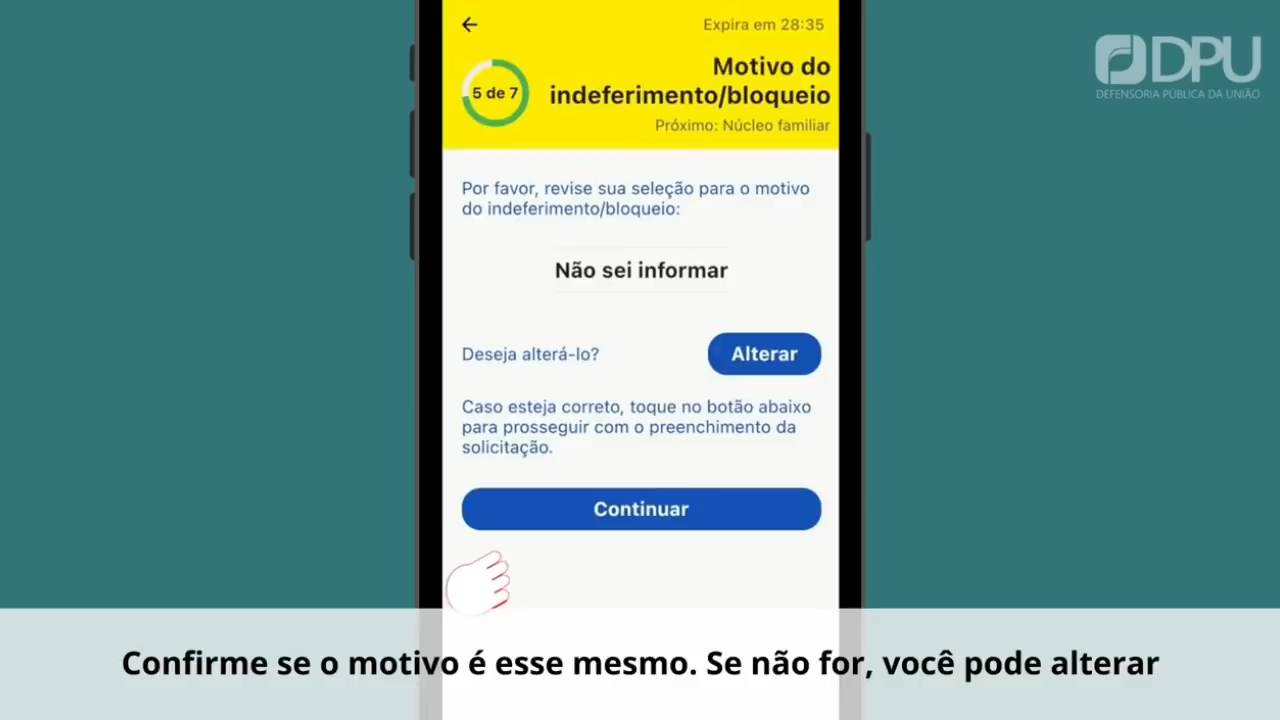 Expira em 28:35
5 de 7
Motivo do
indeferimento/bloqueio
Próximo: Núcleo familiar
DPU
DEFENSORIA PÚBLICA DA UNIÃO
Por favor, revise sua seleção para o motivo
do indeferimento/bloqueio:
Não sei informar
Deseja alterá-lo?
Alterar
Caso esteja correto, toque no botão abaixo
para prosseguir com o preenchimento da
solicitação.
Continuar
Confirme se o motivo é esse mesmo. Se não for, você pode alterar